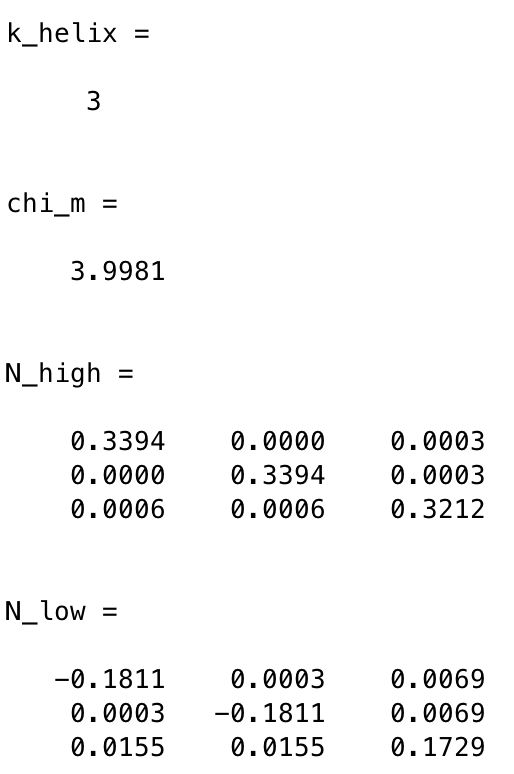 k_helix =
3
chi_m =
3.9981
N_high =
0.3394 0.0000 0.0003
0.0000 0.3394 0.0003
0.0006 0.0006 0.3212
N_low =
−0.1811 0.0003 0.0069
0.0003 −0.1811 0.0069
0.0155 0.0155 0.1729